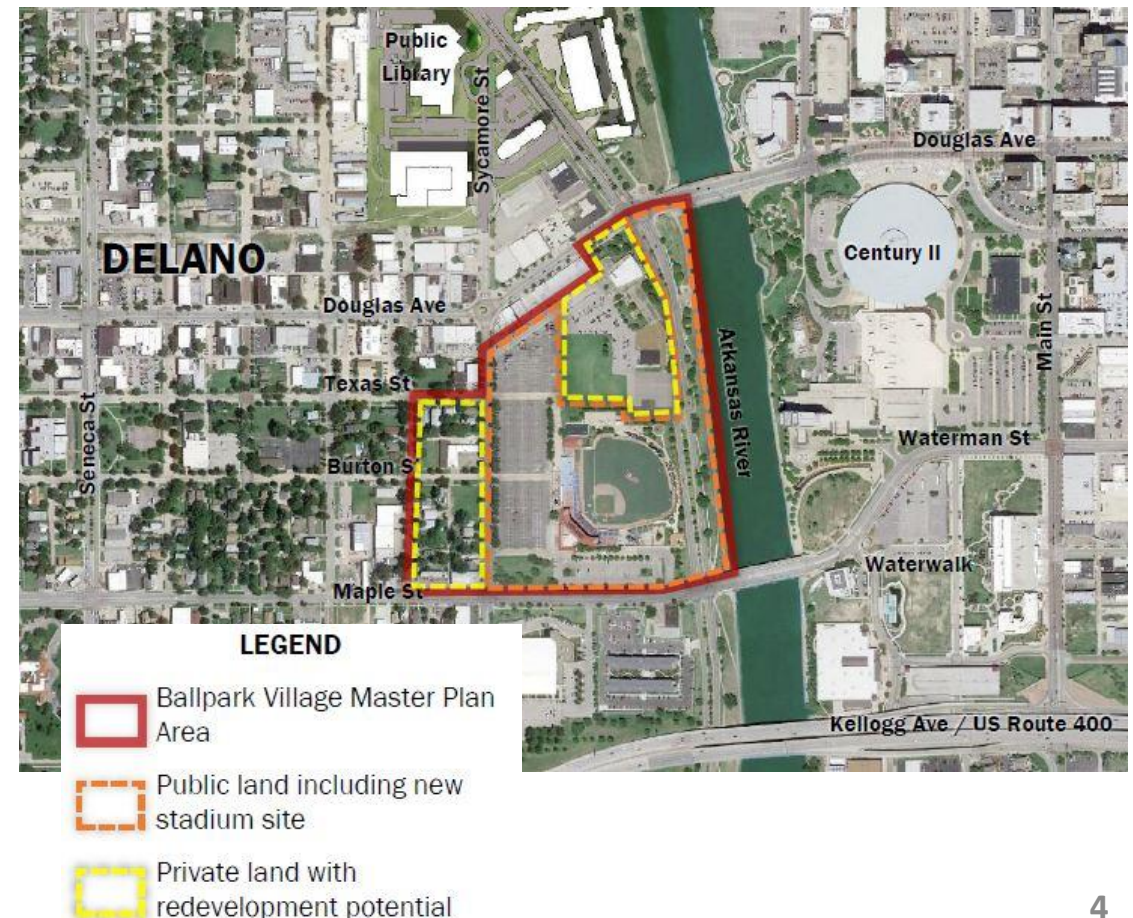 Public
Library
Sycamore St
Douglas Ave
DELANO
Century II
Douglas Ave
Main St
Arkansas River
Texas St
Seneca St
Waterman St
Burton S
Waterwalk
Maple St
LEGEND
Kellogg Ave / US Route 400
Ballpark Village Master Plan
Area
Public land including new
stadium site
Private land with
redevelopment potential
4